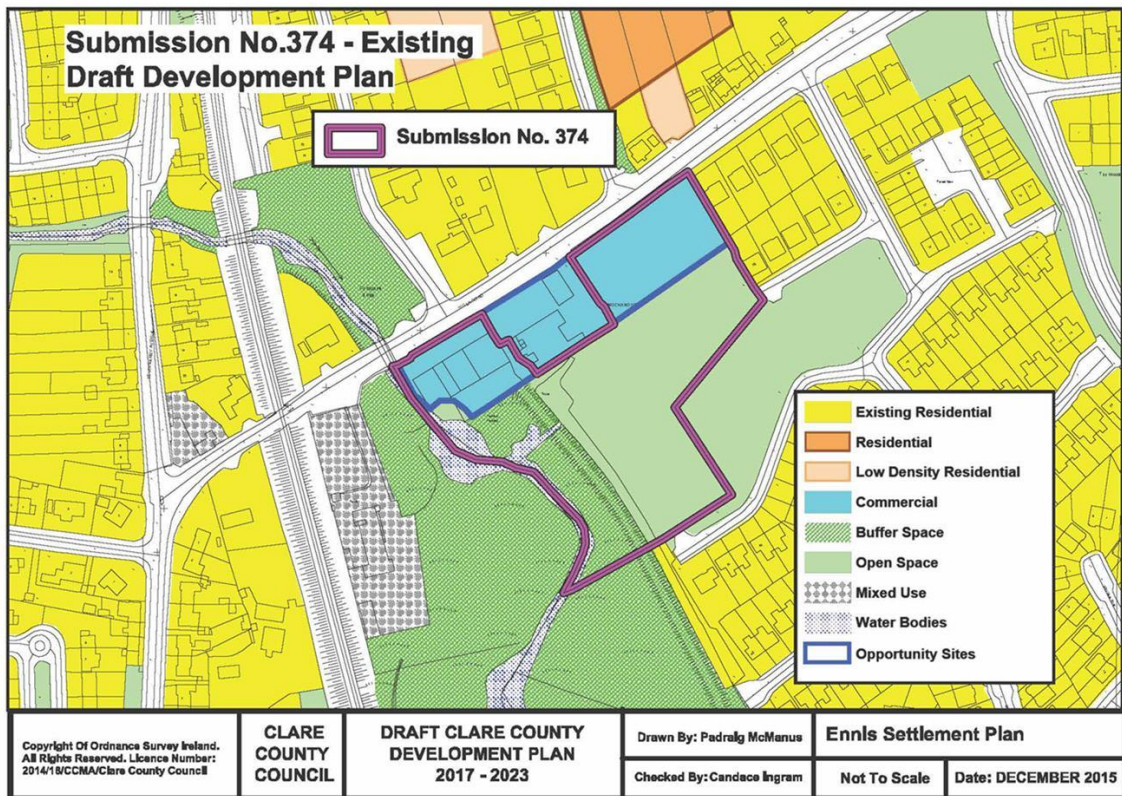 Submission No.374 - Existing
Draft Development Plan
Submission No. 374
Existing Residential
Residential
Low Density Residential
Commercial
Buffer Space
Open Space
Mixed Use
Water Bodies
Opportunity Sites
Copyright Of Ordnance Survey Ireland.
All Rights Reserved. Licence Number:
2014/18/CCMA/Clare County Council
CLARE
COUNTY
COUNCIL
DRAFT CLARE COUNTY
DEVELOPMENT PLAN
2017 - 2023
Drawn By: Padraig McManus
Checked By: Candace Ingram
Ennis Settlement Plan
Not To Scale
Date: DECEMBER 2015